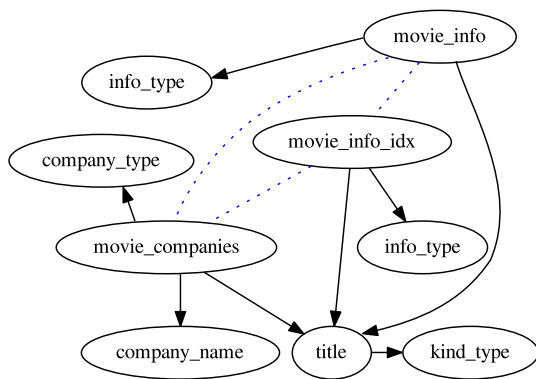 movie_info
info_type
movie_info_idx
company_type
movie_companies
info_type
company_name
title
kind_type